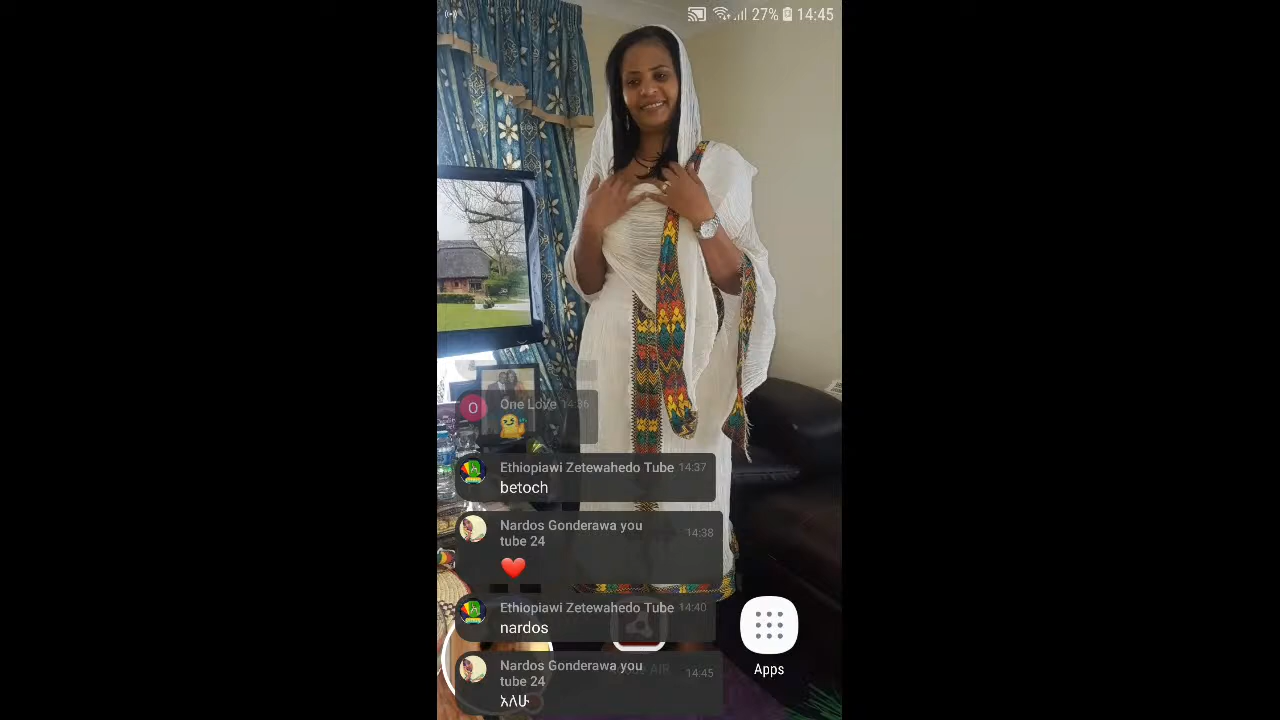 27% 14:45
One Love 14:36
Ethiopiawi Zetewahedo Tube 14:37
betoch
Nardos Gonderawa you
tube 24 14:38
Ethiopiawi Zetewahedo Tube 14:40
nardos
Apps
Nardos Gonderawa you
tube 24 14:45
አለሁ